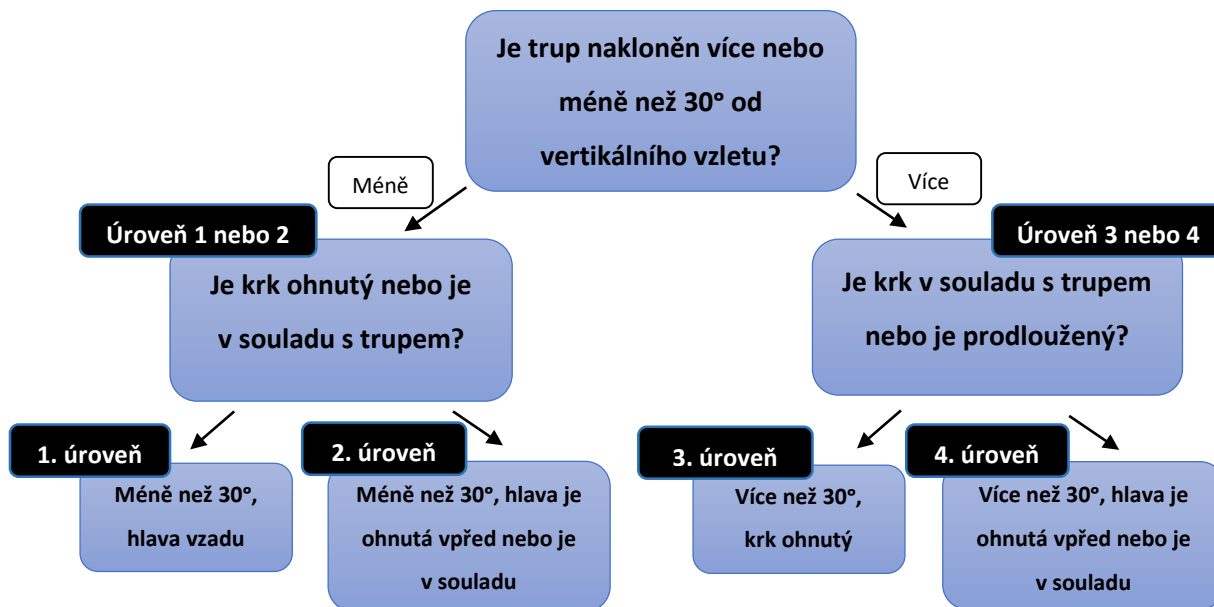 Je trup nakloněn více nebo
méně než 30° od
vertikálního vzletu?
Méně
Více
Úroveň 1 nebo 2
Úroveň 3 nebo 4
Je krk ohnutý nebo je
v souladu s trupem?
Je krk v souladu s trupem
nebo je prodloužený?
1. úroveň
2. úroveň
3. úroveň
4. úroveň
Méně než 30°,
hlava vzadu
Méně než 30°, hlava je
ohnutá vpřed nebo je
v souladu
Více než 30°,
krk ohnutý
Více než 30°, hlava je
ohnutá vpřed nebo je
v souladu